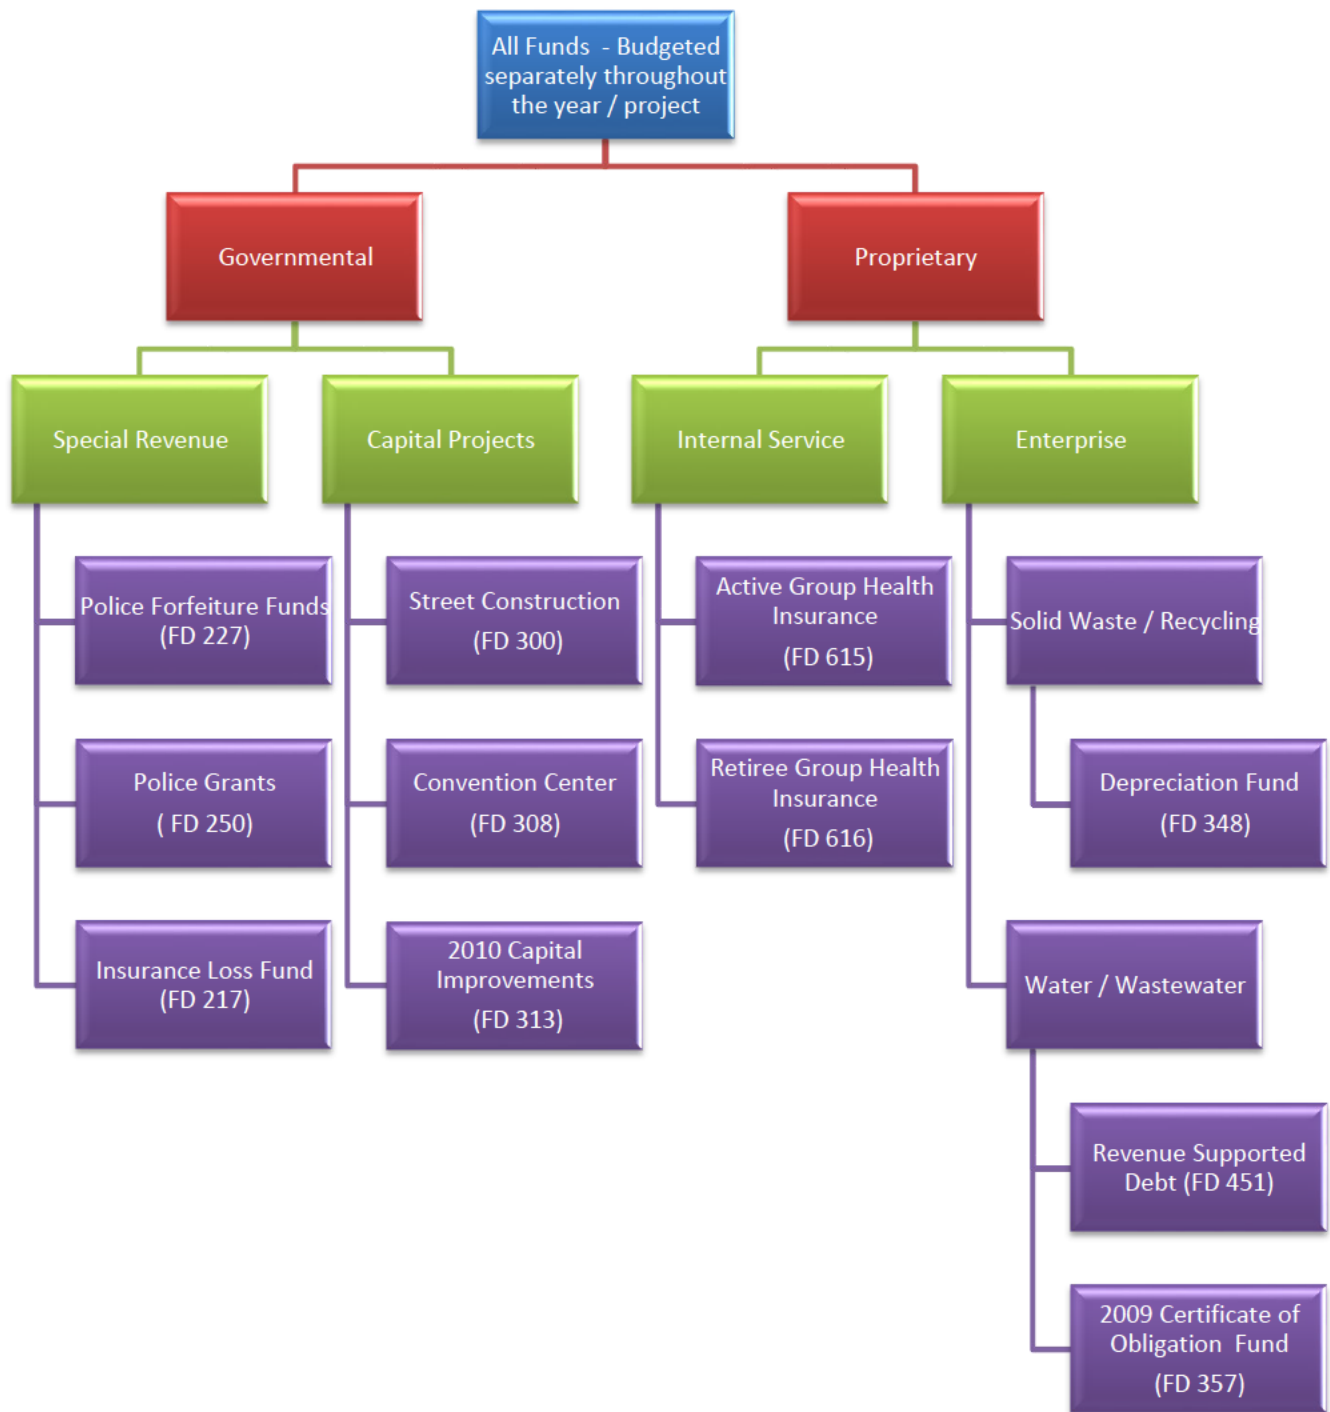 All Funds - Budgeted
separately throughout
the year / project
Governmental
Proprietary
Special Revenue
Capital Projects
Internal Service
Enterprise
Police Forfeiture Funds
(FD 227)
Street Construction
(FD 300)
Active Group Health
Insurance
(FD 615)
Solid Waste / Recycling
Police Grants
( FD 250)
Convention Center
(FD 308)
Retiree Group Health
Insurance
(FD 616)
Depreciation Fund
(FD 348)
Insurance Loss Fund
(FD 217)
2010 Capital
Improvements
(FD 313)
Water / Wastewater
Revenue Supported
Debt (FD 451)
2009 Certificate of
Obligation Fund
(FD 357)